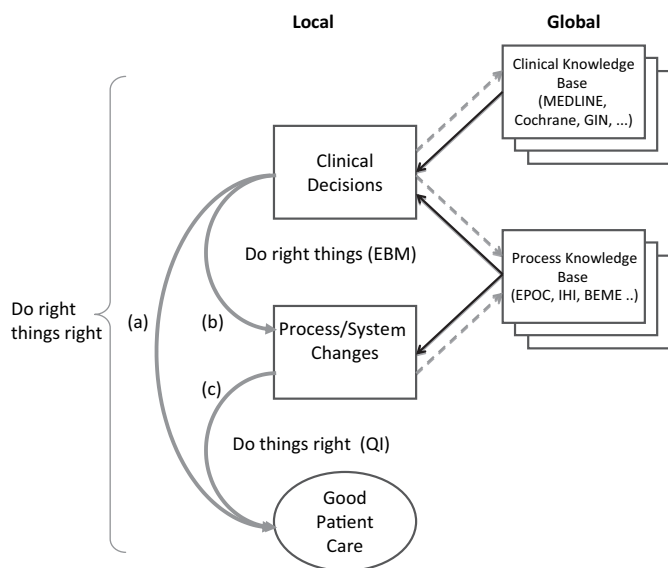 Local
Global
Clinical Knowledge
Base
(MEDLINE,
Cochrane, GIN, ...)
Clinical
Decisions
Do right things (EBM)
Process Knowledge
Base
(EPOC, IHI, BEME ..)
Do right
things right
(a)
(b)
Process/System
Changes
(c)
Do things right (QI)
Good
Patient
Care